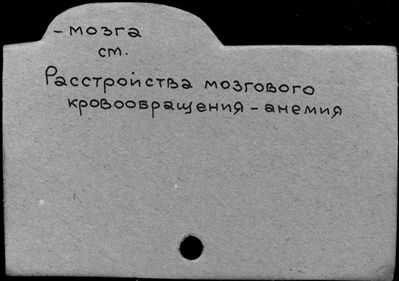 -мозга
см.
Расстройства мозгового
кровообращения-анемия